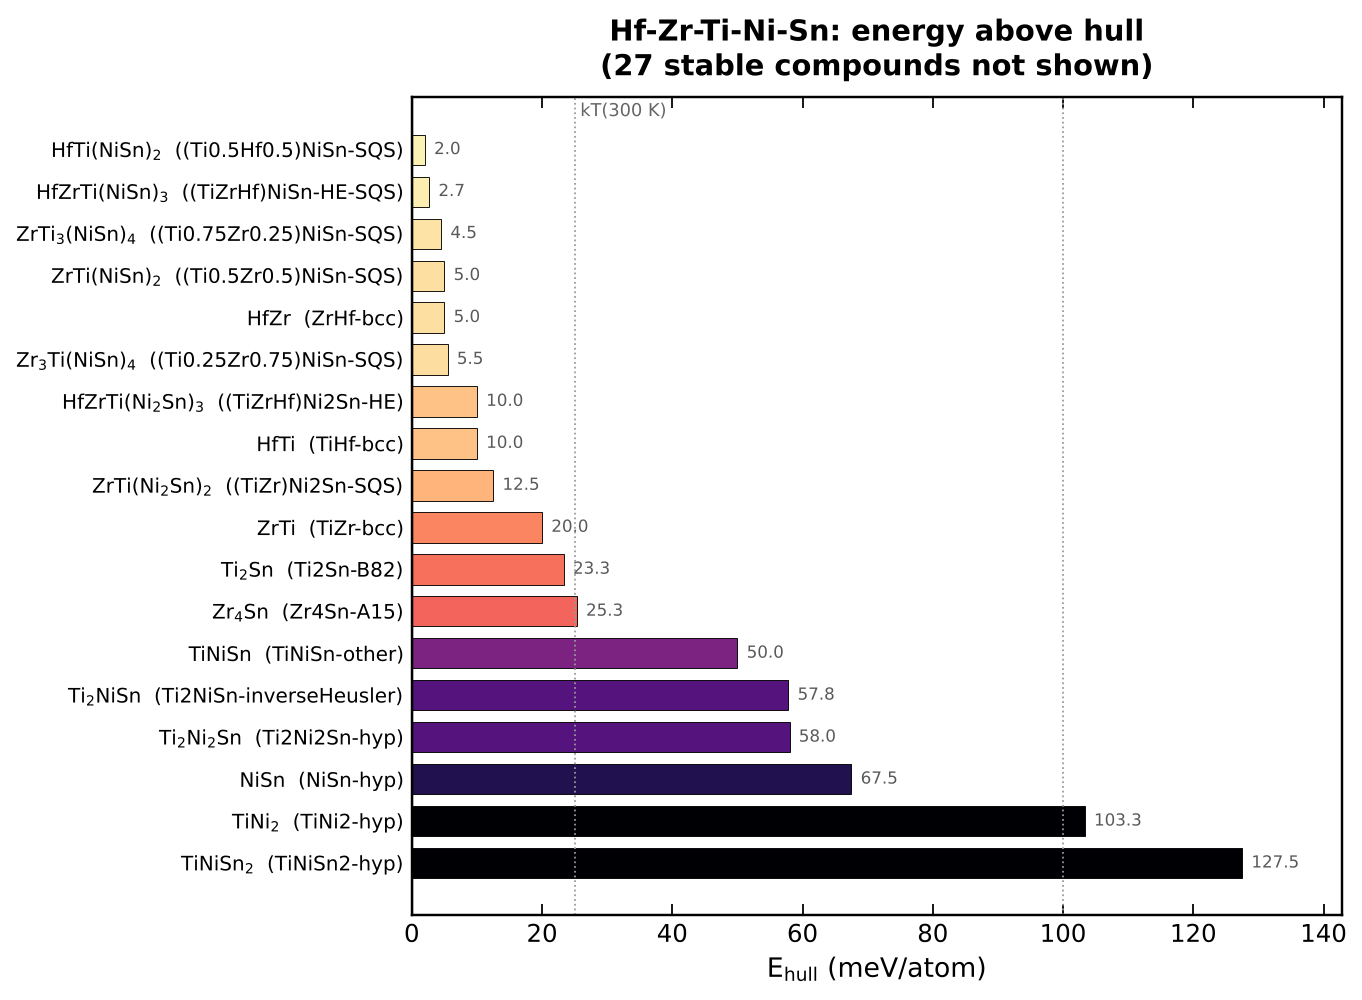 Hf-Zr-Ti-Ni-Sn: energy above hull
(27 stable compounds not shown)
kT(300 K)
HfTi(NiSn)₂  ((Ti0.5Hf0.5)NiSn-SQS) 2.0
HfZrTi(NiSn)₃  ((TiZrHf)NiSn-HE-SQS) 2.7
ZrTi₃(NiSn)₄  ((Ti0.75Zr0.25)NiSn-SQS) 4.5
ZrTi(NiSn)₂  ((Ti0.5Zr0.5)NiSn-SQS) 5.0
HfZr  (ZrHf-bcc) 5.0
Zr₃Ti(NiSn)₄  ((Ti0.25Zr0.75)NiSn-SQS) 5.5
HfZrTi(Ni₂Sn)₃  ((TiZrHf)Ni2Sn-HE) 10.0
HfTi  (TiHf-bcc) 10.0
ZrTi(Ni₂Sn)₂  ((TiZr)Ni2Sn-SQS) 12.5
ZrTi  (TiZr-bcc) 20.0
Ti₂Sn  (Ti2Sn-B82) 23.3
Zr₄Sn  (Zr4Sn-A15) 25.3
TiNiSn  (TiNiSn-other) 50.0
Ti₂NiSn  (Ti2NiSn-inverseHeusler) 57.8
Ti₂Ni₂Sn  (Ti2Ni2Sn-hyp) 58.0
NiSn  (NiSn-hyp) 67.5
TiNi₂  (TiNi2-hyp) 103.3
TiNiSn₂  (TiNiSn2-hyp) 127.5
0 20 40 60 80 100 120 140
E_hull (meV/atom)